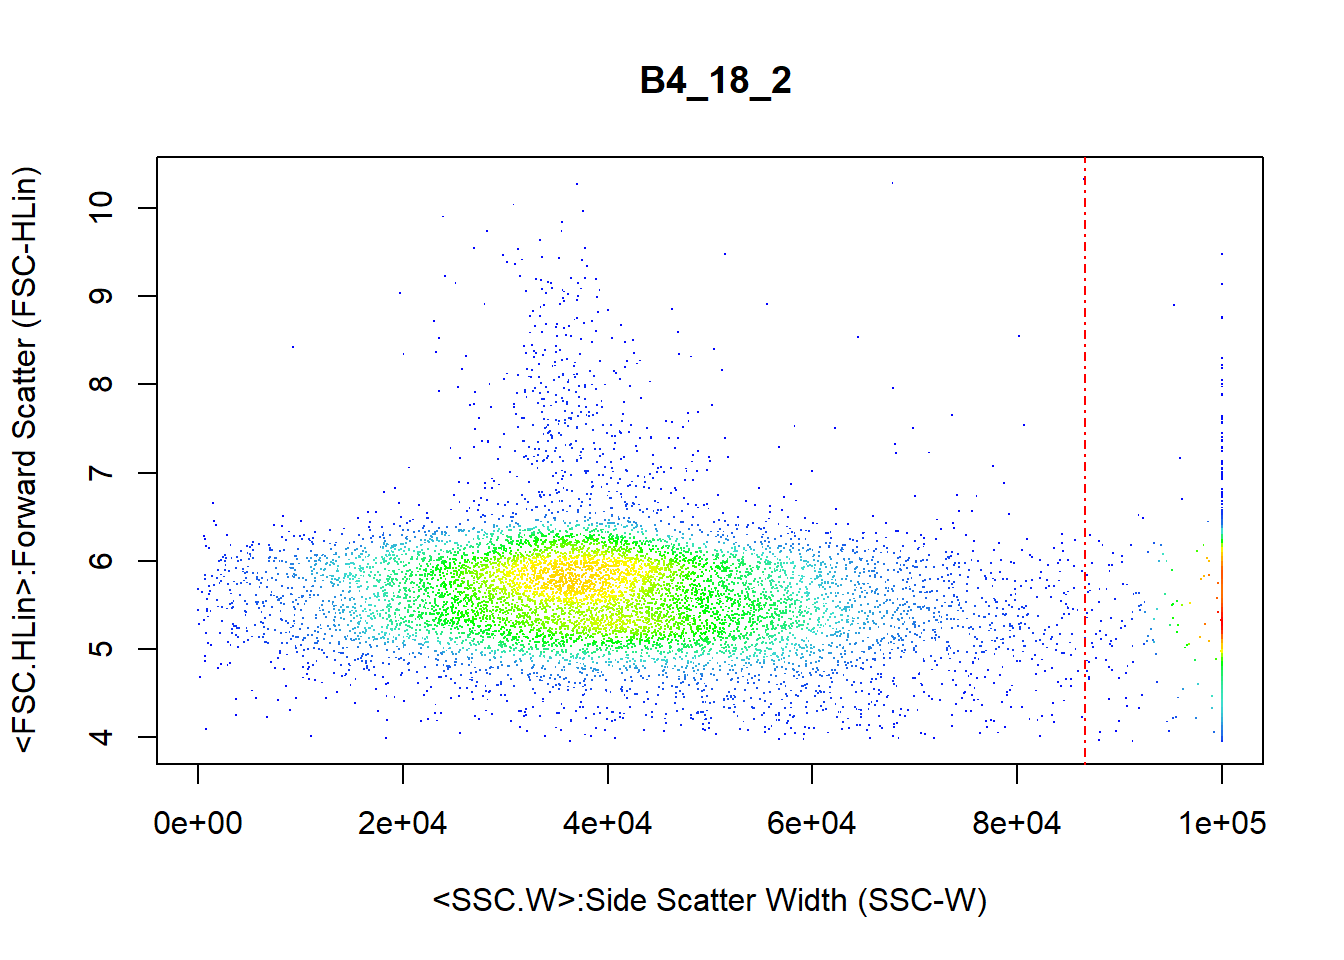 B4_18_2
<FSC.HLin>:Forward Scatter (FSC-HLin)
10
9
8
7
6
5
4
0e+00 2e+04 4e+04 6e+04 8e+04 1e+05
<SSC.W>:Side Scatter Width (SSC-W)